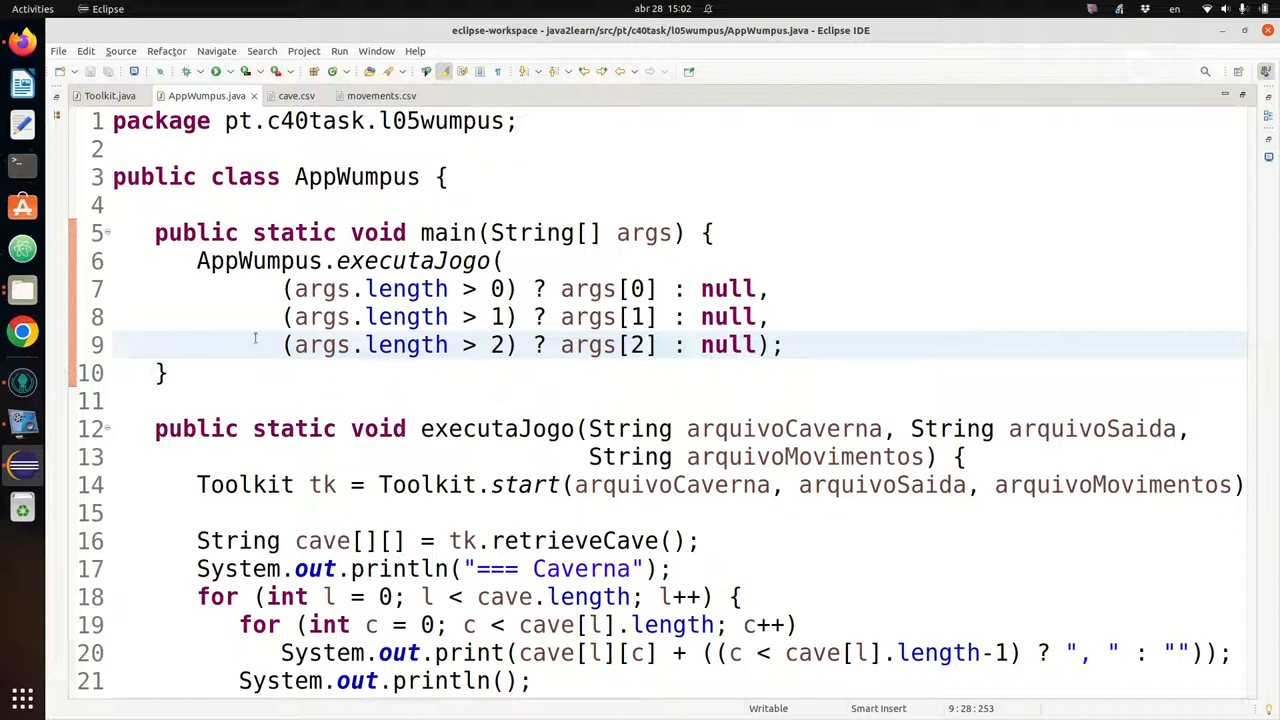 Activities
Eclipse
abr 28 15:02
en
eclipse-workspace - java2learn/src/pt/c40task/l05wumpus/AppWumpus.java - Eclipse IDE
File Edit Source Refactor Navigate Search Project Run Window Help
Toolkit.java AppWumpus.java cave.csv movements.csv
1 package pt.c40task.l05wumpus;
2
3 public class AppWumpus {
4
5 public static void main(String[] args) {
6 AppWumpus.executaJogo(
7 (args.length > 0) ? args[0] : null,
8 (args.length > 1) ? args[1] : null,
9 (args.length > 2) ? args[2] : null);
10 }
11
12 public static void executaJogo(String arquivoCaverna, String arquivoSaida,
13 String arquivoMovimentos) {
14 Toolkit tk = Toolkit.start(arquivoCaverna, arquivoSaida, arquivoMovimentos)
15
16 String cave[][] = tk.retrieveCave();
17 System.out.println("=== Caverna");
18 for (int l = 0; l < cave.length; l++) {
19 for (int c = 0; c < cave[l].length; c++)
20 System.out.print(cave[l][c] + ((c < cave[l].length-1) ? ", " : ""));
21 System.out.println();
Writable Smart Insert 9 : 28 : 253